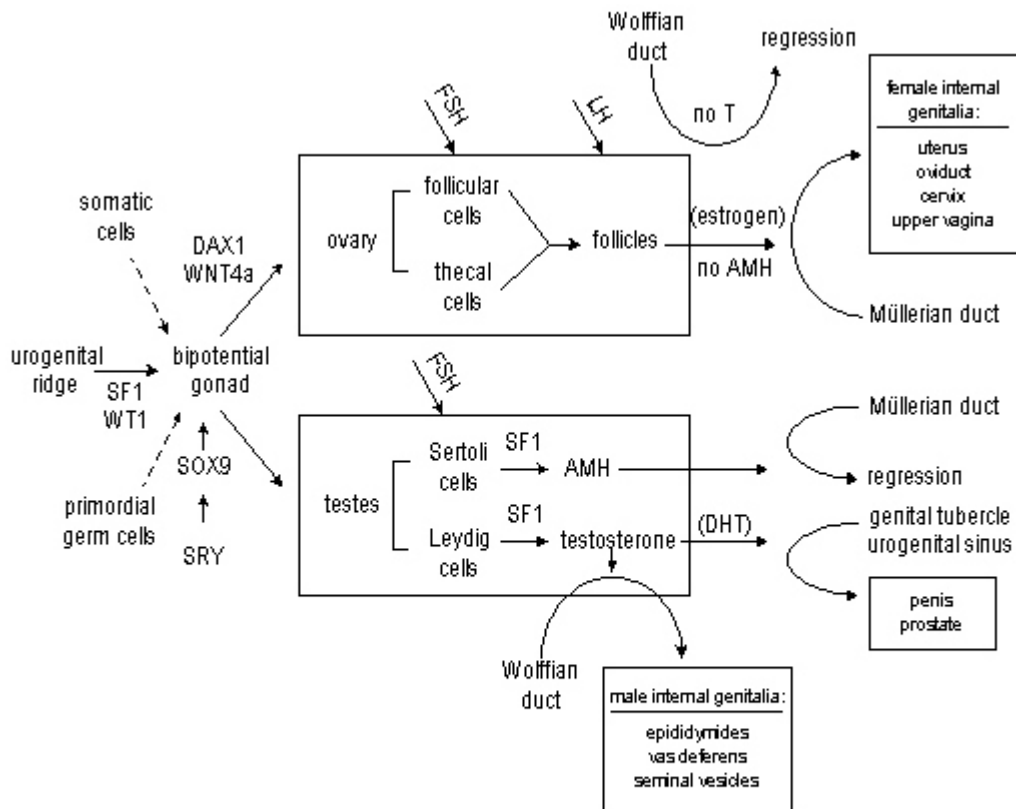 Wolffian
duct
regression
no T
FSH
LH
female internal
genitalia:
uterus
oviduct
cervix
upper vagina
somatic
cells
DAX1
WNT4a
ovary
follicular
cells
thecal
cells
follicles
(estrogen)
no AMH
Müllerian duct
urogenital
ridge
SF1
WT1
bipotential
gonad
SOX9
SRY
primordial
germ cells
FSH
testes
Sertoli
cells
SF1
AMH
Leydig
cells
SF1
testosterone
(DHT)
Müllerian duct
regression
genital tubercle
urogenital sinus
penis
prostate
Wolffian
duct
male internal genitalia:
epididymides
vas deferens
seminal vesicles